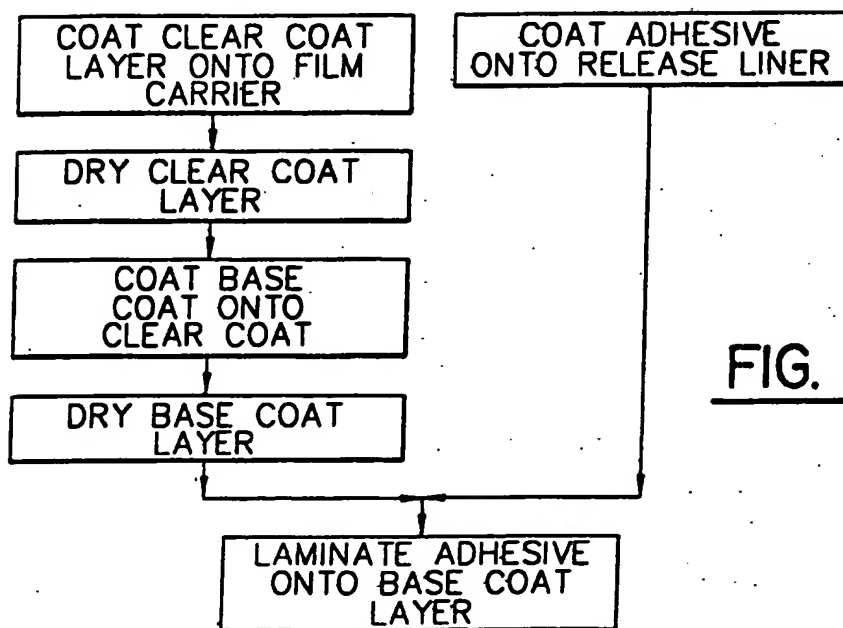 COAT CLEAR COAT
LAYER ONTO FILM
CARRIER
COAT ADHESIVE
ONTO RELEASE LINER
DRY CLEAR COAT
LAYER
COAT BASE
COAT ONTO
CLEAR COAT
FIG.
DRY BASE COAT
LAYER
LAMINATE ADHESIVE
ONTO BASE COAT
LAYER